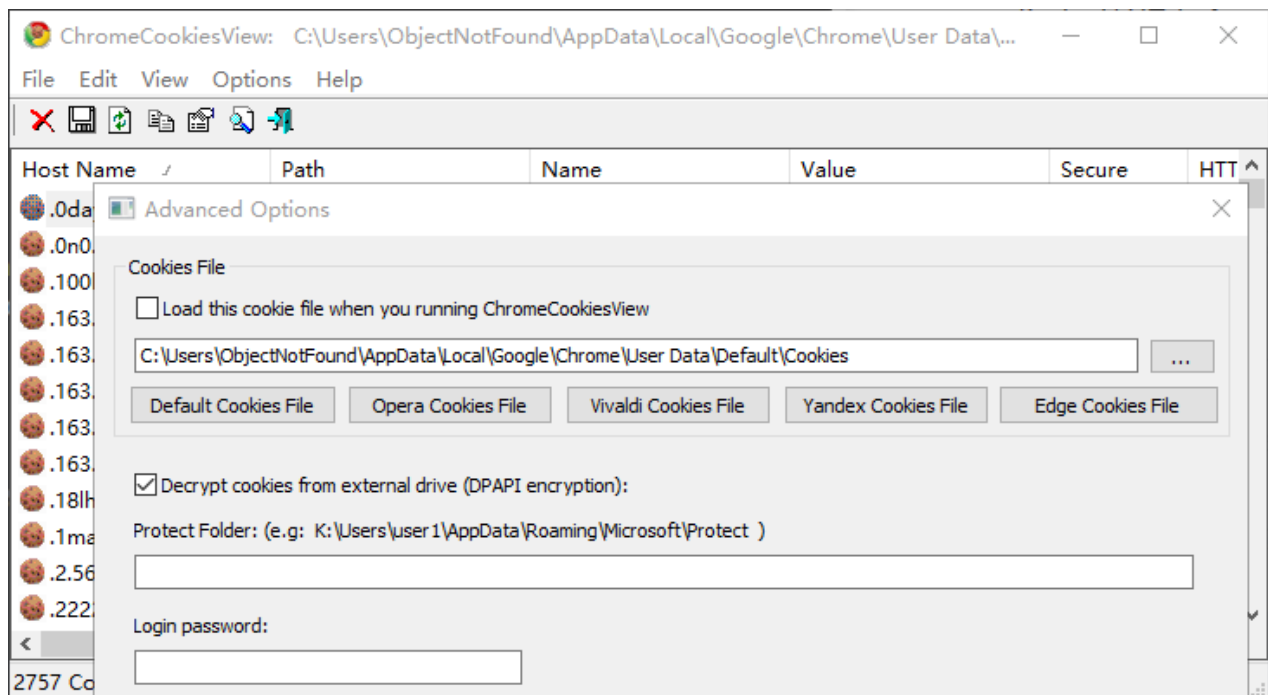 ChromeCookiesView: C:\Users\ObjectNotFound\AppData\Local\Google\Chrome\User Data\...
File Edit View Options Help
Host Name Path Name Value Secure HTT
.0da
Advanced Options
.0n0.
Cookies File
.100
.163.
Load this cookie file when you running ChromeCookiesView
.163.
C:\Users\ObjectNotFound\AppData\Local\Google\Chrome\User Data\Default\Cookies
...
.163.
Default Cookies File Opera Cookies File Vivaldi Cookies File Yandex Cookies File Edge Cookies File
.163.
.163.
.18lh
Decrypt cookies from external drive (DPAPI encryption):
.1ma
Protect Folder: (e.g: K:\Users\user1\AppData\Roaming\Microsoft\Protect )
.2.56
.222
Login password:
2757 Co